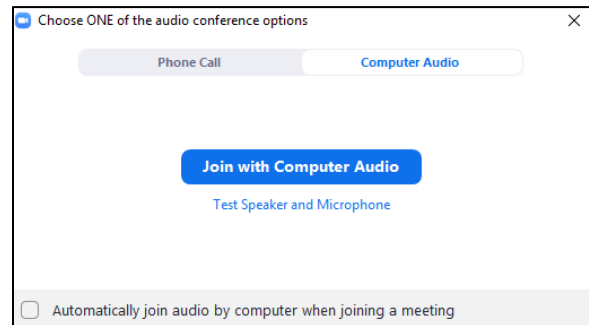 Choose ONE of the audio conference options
Phone Call
Computer Audio
Join with Computer Audio
Test Speaker and Microphone
Automatically join audio by computer when joining a meeting